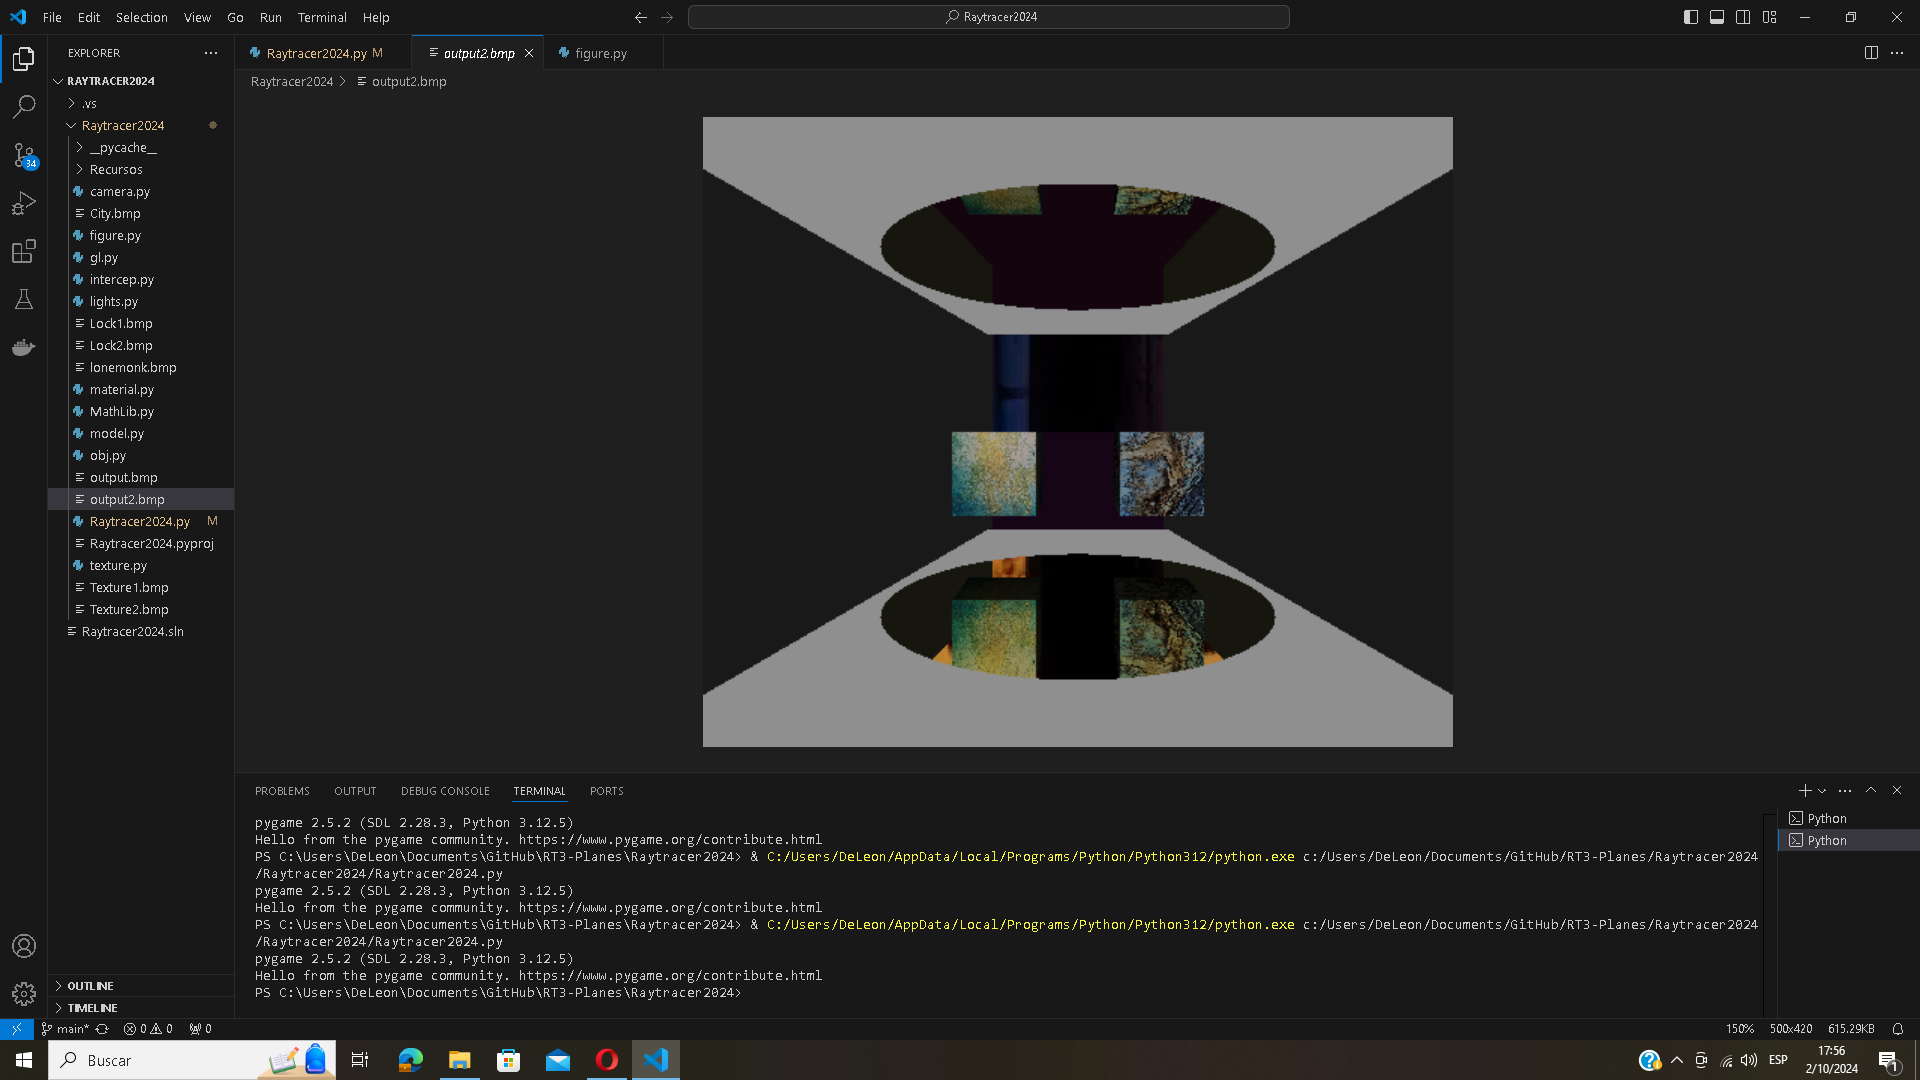 File Edit Selection View Go Run Terminal Help
Raytracer2024
EXPLORER
Raytracer2024.py M
output2.bmp
figure.py
RAYTRACER2024
Raytracer2024 > output2.bmp
.vs
Raytracer2024
__pycache__
Recursos
camera.py
City.bmp
figure.py
gl.py
intercep.py
lights.py
Lock1.bmp
Lock2.bmp
lonemonk.bmp
material.py
MathLib.py
model.py
obj.py
output.bmp
output2.bmp
Raytracer2024.py M
Raytracer2024.pyproj
texture.py
Texture1.bmp
Texture2.bmp
Raytracer2024.sln
34
PROBLEMS OUTPUT DEBUG CONSOLE TERMINAL PORTS
pygame 2.5.2 (SDL 2.28.3, Python 3.12.5)
Hello from the pygame community. https://www.pygame.org/contribute.html
PS C:\Users\DeLeon\Documents\GitHub\RT3-Planes\Raytracer2024> & C:/Users/DeLeon/AppData/Local/Programs/Python/Python312/python.exe c:/Users/DeLeon/Documents/GitHub/RT3-Planes/Raytracer2024
/Raytracer2024/Raytracer2024.py
pygame 2.5.2 (SDL 2.28.3, Python 3.12.5)
Hello from the pygame community. https://www.pygame.org/contribute.html
PS C:\Users\DeLeon\Documents\GitHub\RT3-Planes\Raytracer2024> & C:/Users/DeLeon/AppData/Local/Programs/Python/Python312/python.exe c:/Users/DeLeon/Documents/GitHub/RT3-Planes/Raytracer2024
/Raytracer2024/Raytracer2024.py
pygame 2.5.2 (SDL 2.28.3, Python 3.12.5)
Hello from the pygame community. https://www.pygame.org/contribute.html
PS C:\Users\DeLeon\Documents\GitHub\RT3-Planes\Raytracer2024>
Python
Python
OUTLINE
TIMELINE
main* 0 0 0
150% 500x420 615.29KB
Buscar
ESP
17:56
2/10/2024
1